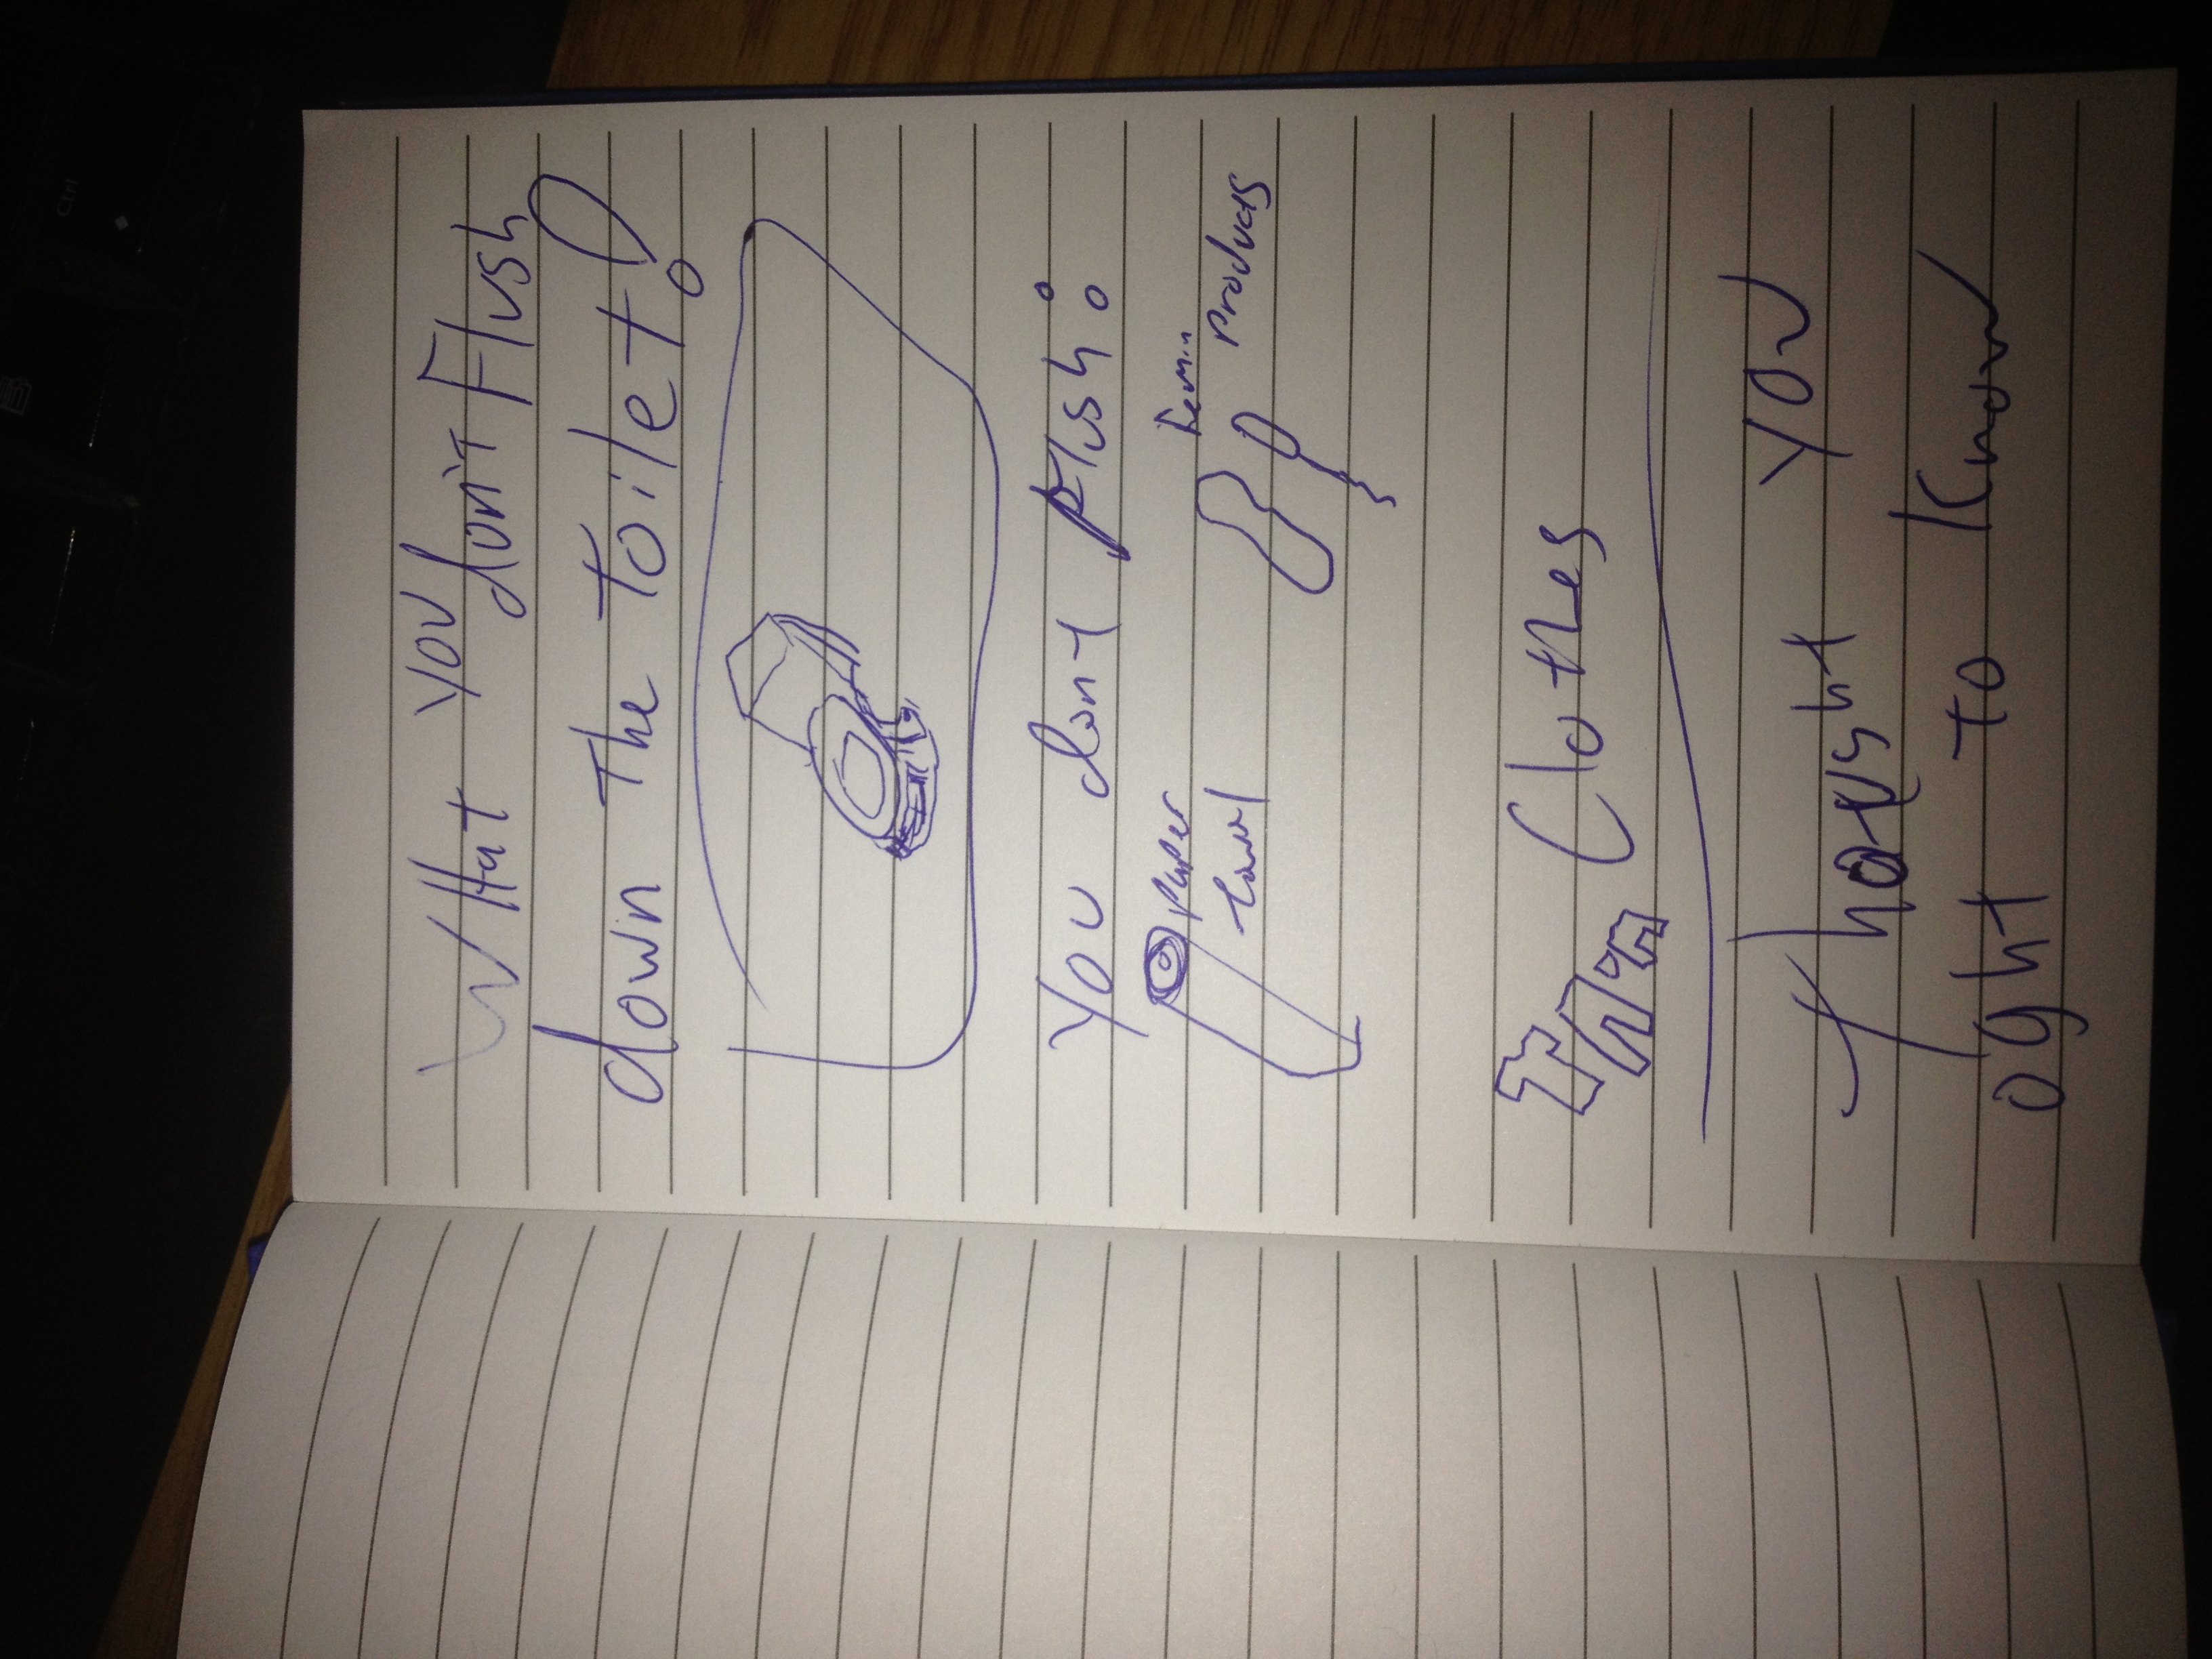 What you don't Flush
down The Toilet!
You dont Flush:
paper
towel
Femin
Products
Clothes
Thought you
oght to know
Ctrl